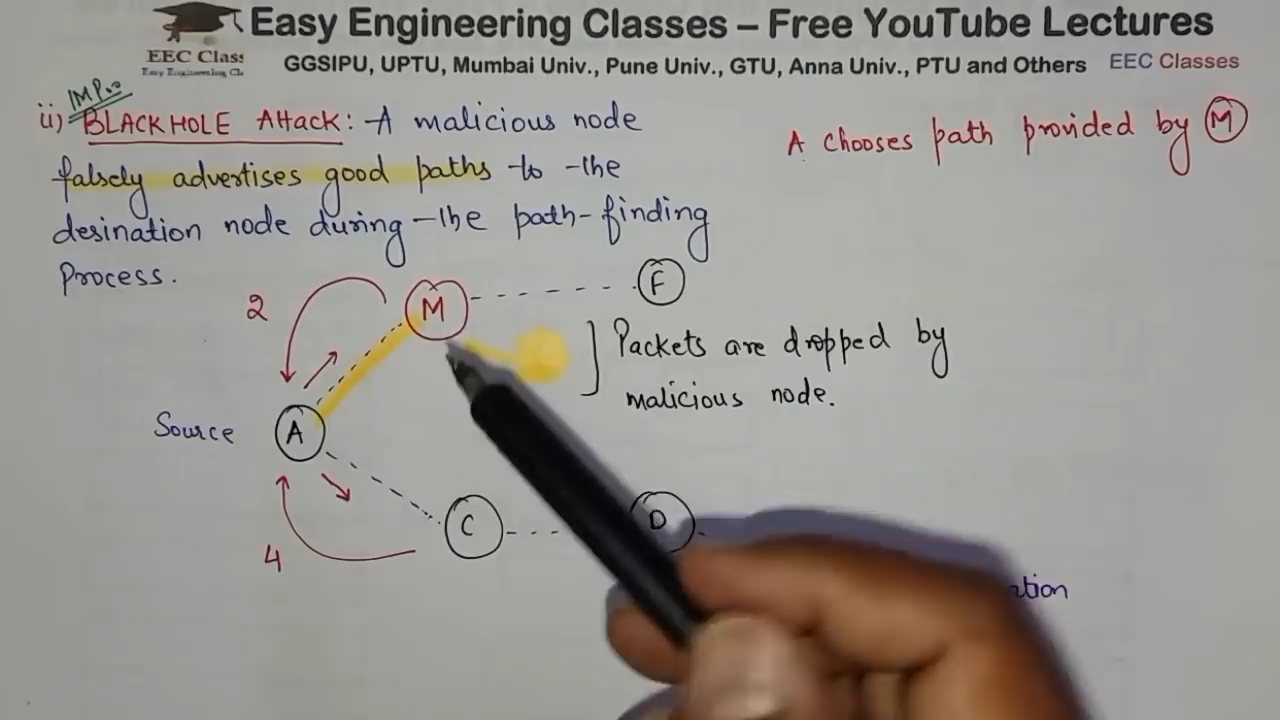 Easy Engineering Classes – Free YouTube Lectures
EEC Class
GGSIPU, UPTU, Mumbai Univ., Pune Univ., GTU, Anna Univ., PTU and Others
EEC Classes
IMP.
ii) BLACKHOLE Attack: - A malicious node
falsely advertises good paths to the
desination node during the path-finding
process.
A chooses path provided by M
2
M
F
Packets are dropped by
malicious node.
Source
A
C
D
4